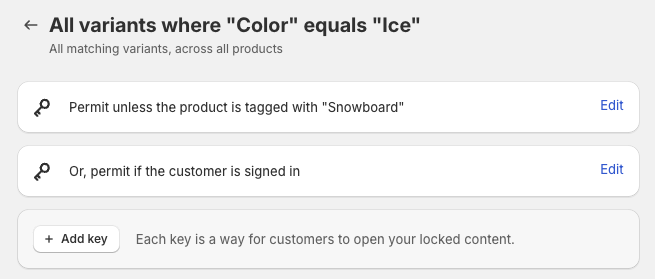 All variants where "Color" equals "Ice"
All matching variants, across all products
Permit unless the product is tagged with "Snowboard"
Edit
Or, permit if the customer is signed in
Edit
+ Add key
Each key is a way for customers to open your locked content.